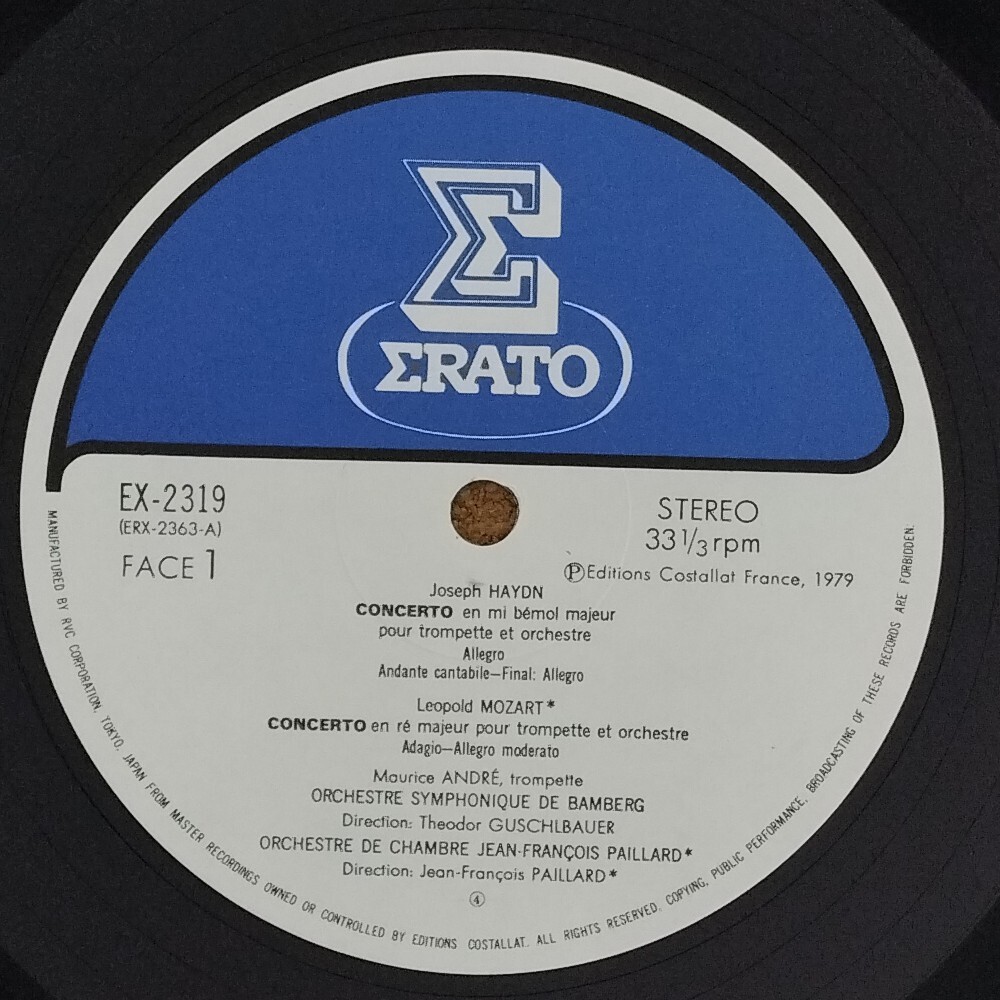 Σ
ΣRATO
EX-2319
(ERX-2363-A)
FACE 1
STEREO
33 1/3 rpm
ⓅEditions Costallat France, 1979
Joseph HAYDN
CONCERTO en mi bémol majeur
pour trompette et orchestre
Allegro
Andante cantabile—Final: Allegro
Leopold MOZART*
CONCERTO en ré majeur pour trompette et orchestre
Adagio—Allegro moderato
Maurice ANDRÉ, trompette
ORCHESTRE SYMPHONIQUE DE BAMBERG
Direction: Theodor GUSCHLBAUER
ORCHESTRE DE CHAMBRE JEAN-FRANÇOIS PAILLARD*
Direction: Jean-François PAILLARD*
④
MANUFACTURED BY RVC CORPORATION, TOKYO, JAPAN FROM MASTER RECORDINGS OWNED OR CONTROLLED BY EDITIONS COSTALLAT. ALL RIGHTS RESERVED. COPYING, PUBLIC PERFORMANCE, BROADCASTING OF THESE RECORDS ARE FORBIDDEN.